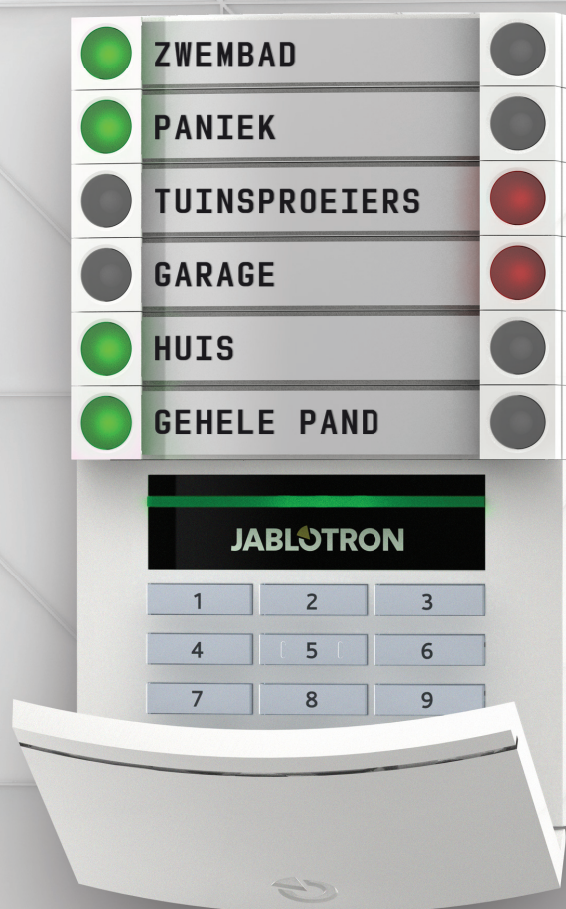 ZWEMBAD
PANIEK
TUINSPROEIERS
GARAGE
HUIS
GEHELE PAND
JABLOTRON
1 2 3
4 5 6
7 8 9